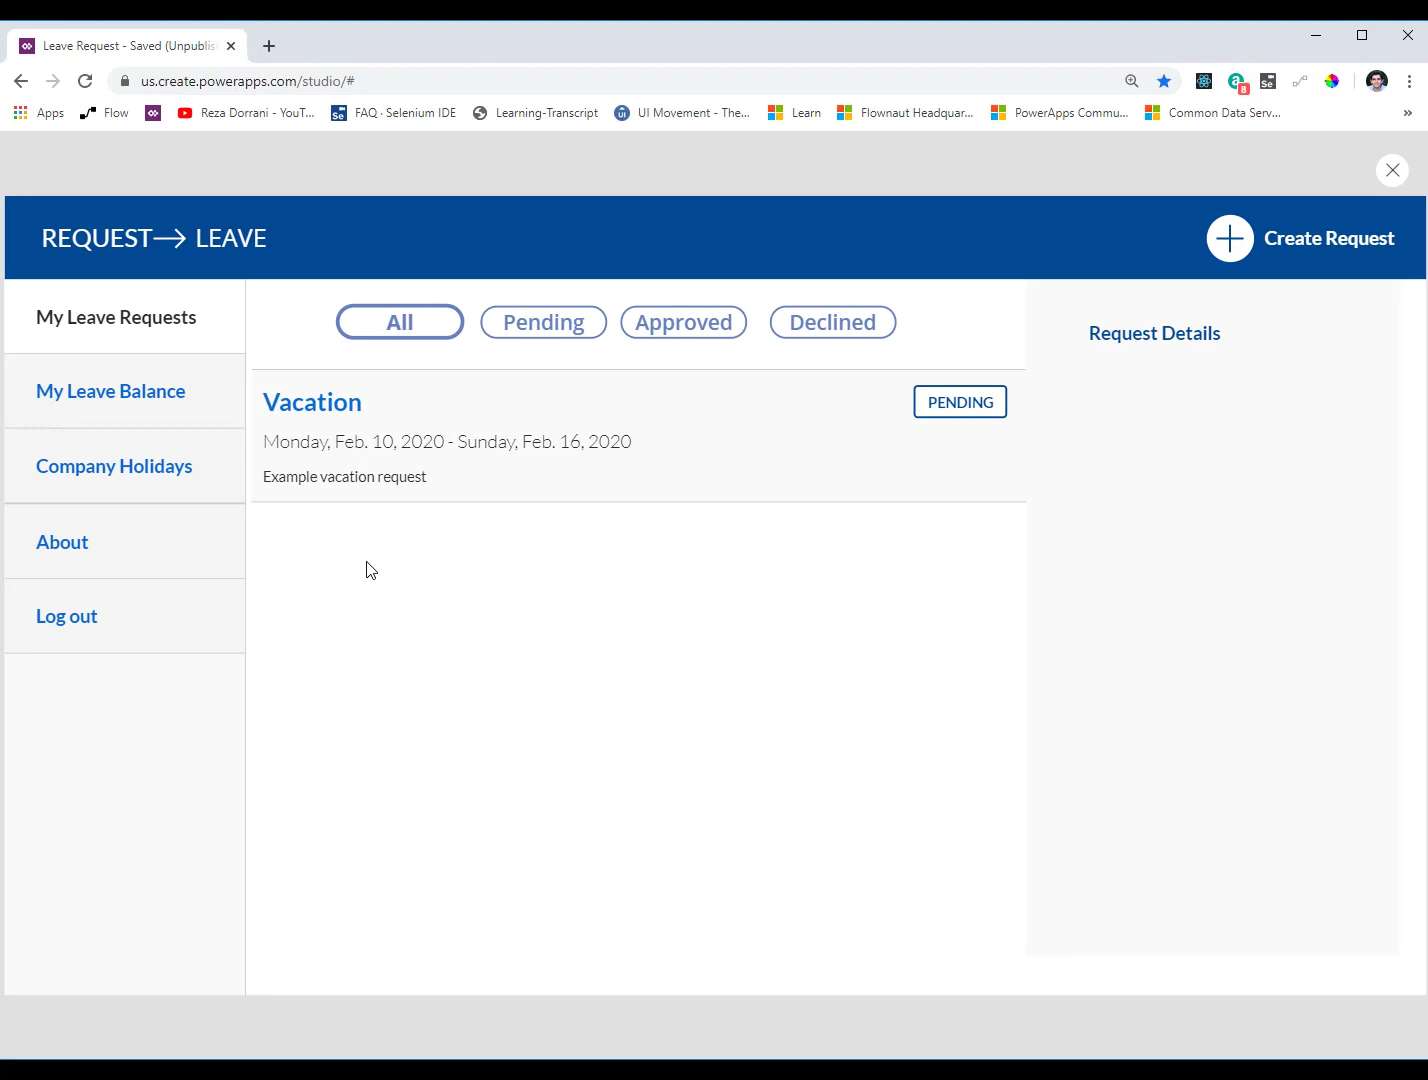 Leave Request - Saved (Unpublis
us.create.powerapps.com/studio/#
8
Apps
Flow
Reza Dorrani - YouT...
Se
FAQ · Selenium IDE
Learning-Transcript
UI Movement - The...
Learn
Flownaut Headquar...
PowerApps Commu...
Common Data Serv...
»
REQUEST→ LEAVE
Create Request
My Leave Requests
My Leave Balance
Company Holidays
About
Log out
All
Pending
Approved
Declined
Vacation
PENDING
Monday, Feb. 10, 2020 - Sunday, Feb. 16, 2020
Example vacation request
Request Details